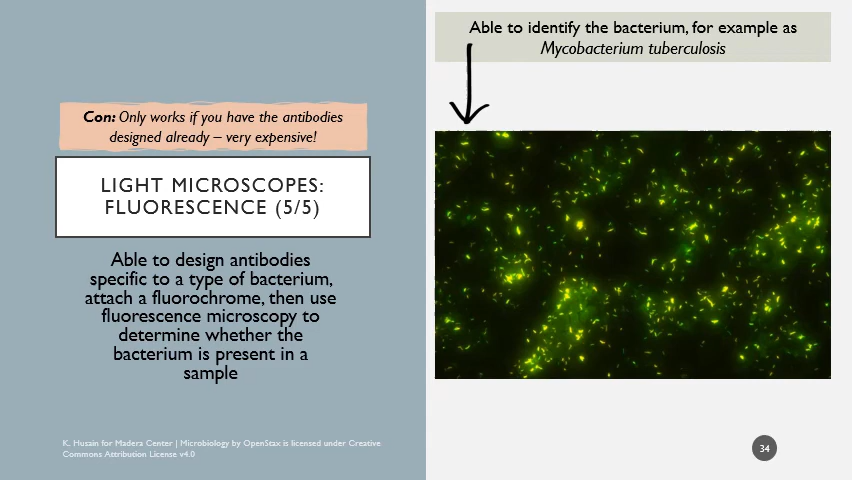 Able to identify the bacterium, for example as
Mycobacterium tuberculosis
Con: Only works if you have the antibodies
designed already – very expensive!
LIGHT MICROSCOPES:
FLUORESCENCE (5/5)
Able to design antibodies
specific to a type of bacterium,
attach a fluorochrome, then use
fluorescence microscopy to
determine whether the
bacterium is present in a
sample
K. Husain for Madera Center | Microbiology by OpenStax is licensed under Creative
Commons Attribution License v4.0
34